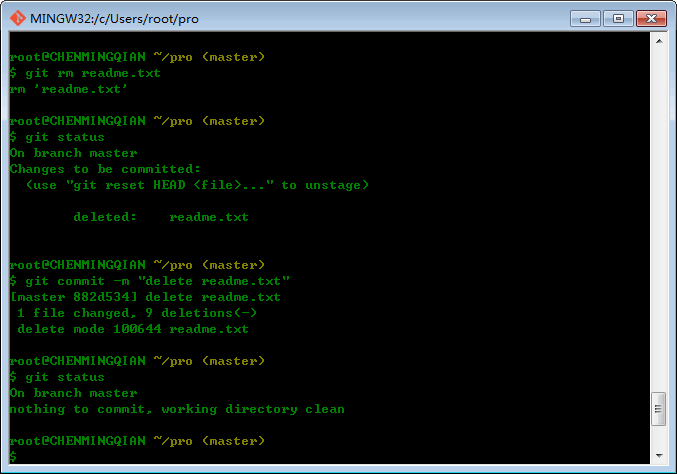 MINGW32:/c/Users/root/pro
root@CHENMINGQIAN ~/pro (master)
$ git rm readme.txt
rm 'readme.txt'
root@CHENMINGQIAN ~/pro (master)
$ git status
On branch master
Changes to be committed:
  (use "git reset HEAD <file>..." to unstage)
        deleted:    readme.txt
root@CHENMINGQIAN ~/pro (master)
$ git commit -m "delete readme.txt"
[master 882d534] delete readme.txt
 1 file changed, 9 deletions(-)
 delete mode 100644 readme.txt
root@CHENMINGQIAN ~/pro (master)
$ git status
On branch master
nothing to commit, working directory clean
root@CHENMINGQIAN ~/pro (master)
$